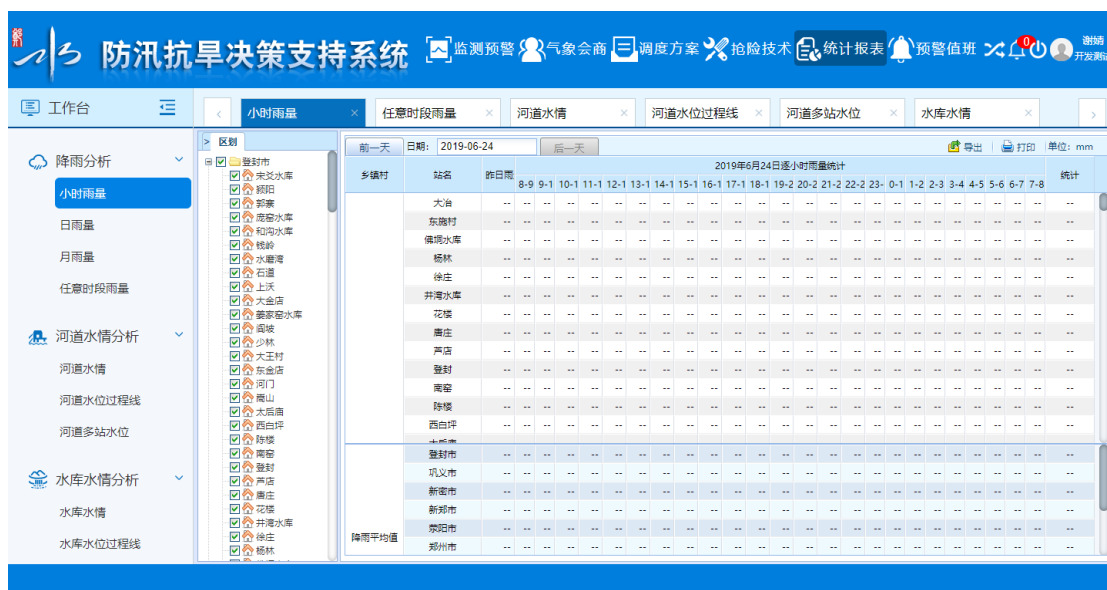 防汛抗旱决策支持系统 监测预警 气象会商 调度方案 抢险技术 统计报表 预警值班 0 谢婧
开发测试
工作台 小时雨量 任意时段雨量 河道水情 河道水位过程线 河道多站水位 水库水情
降雨分析
小时雨量
日雨量
月雨量
任意时段雨量
河道水情分析
河道水情
河道水位过程线
河道多站水位
水库水情分析
水库水情
水库水位过程线
区划
登封市
宋爻水库
颍阳
郭寨
庞窑水库
和沟水库
钱岭
水磨湾
石道
上沃
大金店
姜家窑水库
阎坡
少林
大王村
东金店
河门
嵩山
太后庙
西白坪
陈楼
南窑
登封
芦店
唐庄
花楼
井湾水库
徐庄
杨林
前一天 日期: 2019-06-24 后一天 导出 打印 单位: mm
乡镇村 站名 昨日雨 2019年6月24日逐小时雨量统计 统计
8-9 9-1 10-1 11-1 12-1 13-1 14-1 15-1 16-1 17-1 18-1 19-2 20-2 21-2 22-2 23- 0-1 1-2 2-3 3-4 4-5 5-6 6-7 7-8
大冶 -- -- -- -- -- -- -- -- -- -- -- -- -- -- -- -- -- -- -- -- -- -- -- -- -- --
东施村 -- -- -- -- -- -- -- -- -- -- -- -- -- -- -- -- -- -- -- -- -- -- -- -- -- --
佛垌水库 -- -- -- -- -- -- -- -- -- -- -- -- -- -- -- -- -- -- -- -- -- -- -- -- -- --
杨林 -- -- -- -- -- -- -- -- -- -- -- -- -- -- -- -- -- -- -- -- -- -- -- -- -- --
徐庄 -- -- -- -- -- -- -- -- -- -- -- -- -- -- -- -- -- -- -- -- -- -- -- -- -- --
井湾水库 -- -- -- -- -- -- -- -- -- -- -- -- -- -- -- -- -- -- -- -- -- -- -- -- -- --
花楼 -- -- -- -- -- -- -- -- -- -- -- -- -- -- -- -- -- -- -- -- -- -- -- -- -- --
唐庄 -- -- -- -- -- -- -- -- -- -- -- -- -- -- -- -- -- -- -- -- -- -- -- -- -- --
芦店 -- -- -- -- -- -- -- -- -- -- -- -- -- -- -- -- -- -- -- -- -- -- -- -- -- --
登封 -- -- -- -- -- -- -- -- -- -- -- -- -- -- -- -- -- -- -- -- -- -- -- -- -- --
南窑 -- -- -- -- -- -- -- -- -- -- -- -- -- -- -- -- -- -- -- -- -- -- -- -- -- --
陈楼 -- -- -- -- -- -- -- -- -- -- -- -- -- -- -- -- -- -- -- -- -- -- -- -- -- --
西白坪 -- -- -- -- -- -- -- -- -- -- -- -- -- -- -- -- -- -- -- -- -- -- -- -- -- --
登封市 -- -- -- -- -- -- -- -- -- -- -- -- -- -- -- -- -- -- -- -- -- -- -- -- -- --
巩义市 -- -- -- -- -- -- -- -- -- -- -- -- -- -- -- -- -- -- -- -- -- -- -- -- -- --
新密市 -- -- -- -- -- -- -- -- -- -- -- -- -- -- -- -- -- -- -- -- -- -- -- -- -- --
新郑市 -- -- -- -- -- -- -- -- -- -- -- -- -- -- -- -- -- -- -- -- -- -- -- -- -- --
荥阳市 -- -- -- -- -- -- -- -- -- -- -- -- -- -- -- -- -- -- -- -- -- -- -- -- -- --
降雨平均值 郑州市 -- -- -- -- -- -- -- -- -- -- -- -- -- -- -- -- -- -- -- -- -- -- -- -- -- --